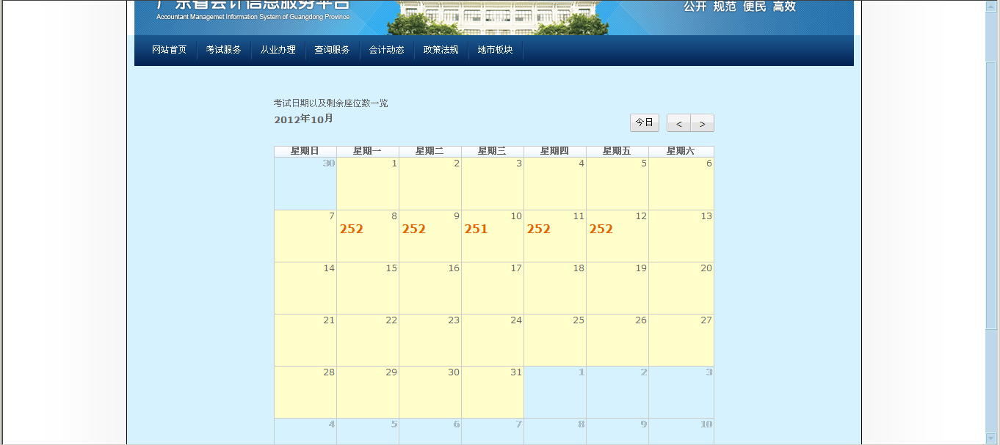 广东省会计信息服务平台
Accountant Managemet Information System of Guangdong Province
公开 规范 便民 高效
网站首页 考试服务 从业办理 查询服务 会计动态 政策法规 地市板块
考试日期以及剩余座位数一览
2012年10月
今日 < >
星期日 星期一 星期二 星期三 星期四 星期五 星期六
30 1 2 3 4 5 6
7 8 9 10 11 12 13
252 252 251 252 252
14 15 16 17 18 19 20
21 22 23 24 25 26 27
28 29 30 31 1 2 3
4 5 6 7 8 9 10